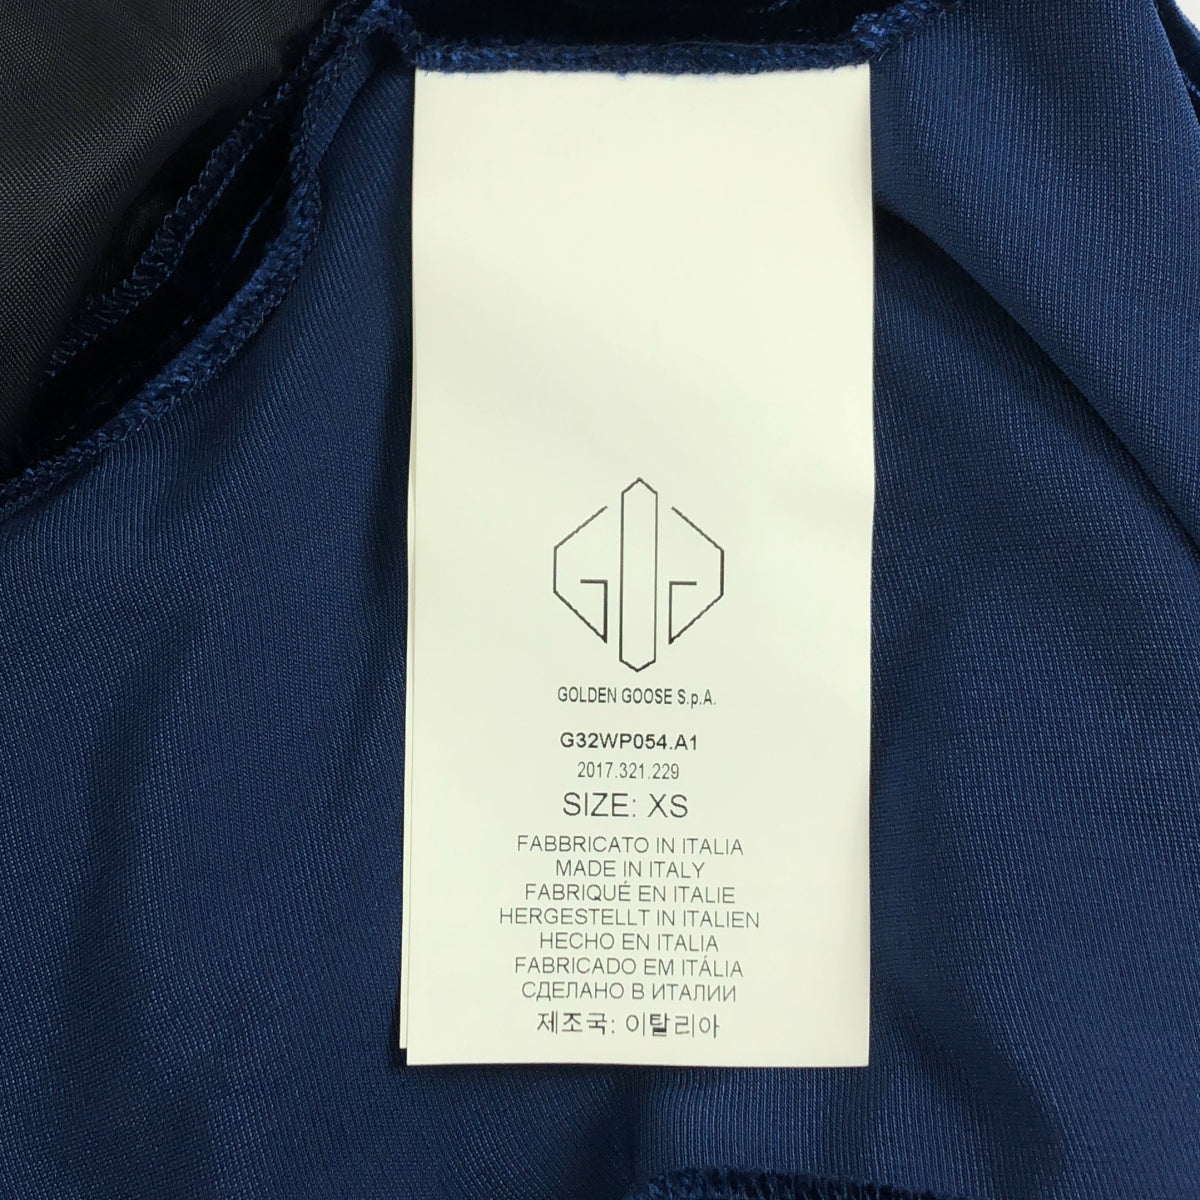 GOLDEN GOOSE S.p.A.
G32WP054.A1
2017.321.229
SIZE: XS
FABBRICATO IN ITALIA
MADE IN ITALY
FABRIQUÉ EN ITALIE
HERGESTELLT IN ITALIEN
HECHO EN ITALIA
FABRICADO EM ITÁLIA
СДЕЛАНО В ИТАЛИИ
제조국: 이탈리아